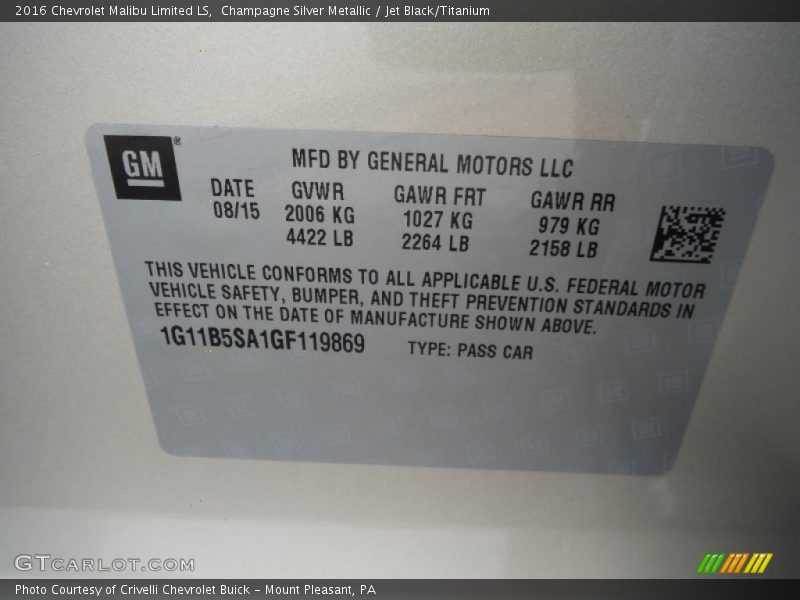 2016 Chevrolet Malibu Limited LS,  Champagne Silver Metallic / Jet Black/Titanium
GM®
MFD BY GENERAL MOTORS LLC
DATE GVWR GAWR FRT GAWR RR
08/15 2006 KG 1027 KG 979 KG
4422 LB 2264 LB 2158 LB
THIS VEHICLE CONFORMS TO ALL APPLICABLE U.S. FEDERAL MOTOR
VEHICLE SAFETY, BUMPER, AND THEFT PREVENTION STANDARDS IN
EFFECT ON THE DATE OF MANUFACTURE SHOWN ABOVE.
1G11B5SA1GF119869 TYPE: PASS CAR
GTCARLOT.COM
Photo Courtesy of Crivelli Chevrolet Buick – Mount Pleasant, PA